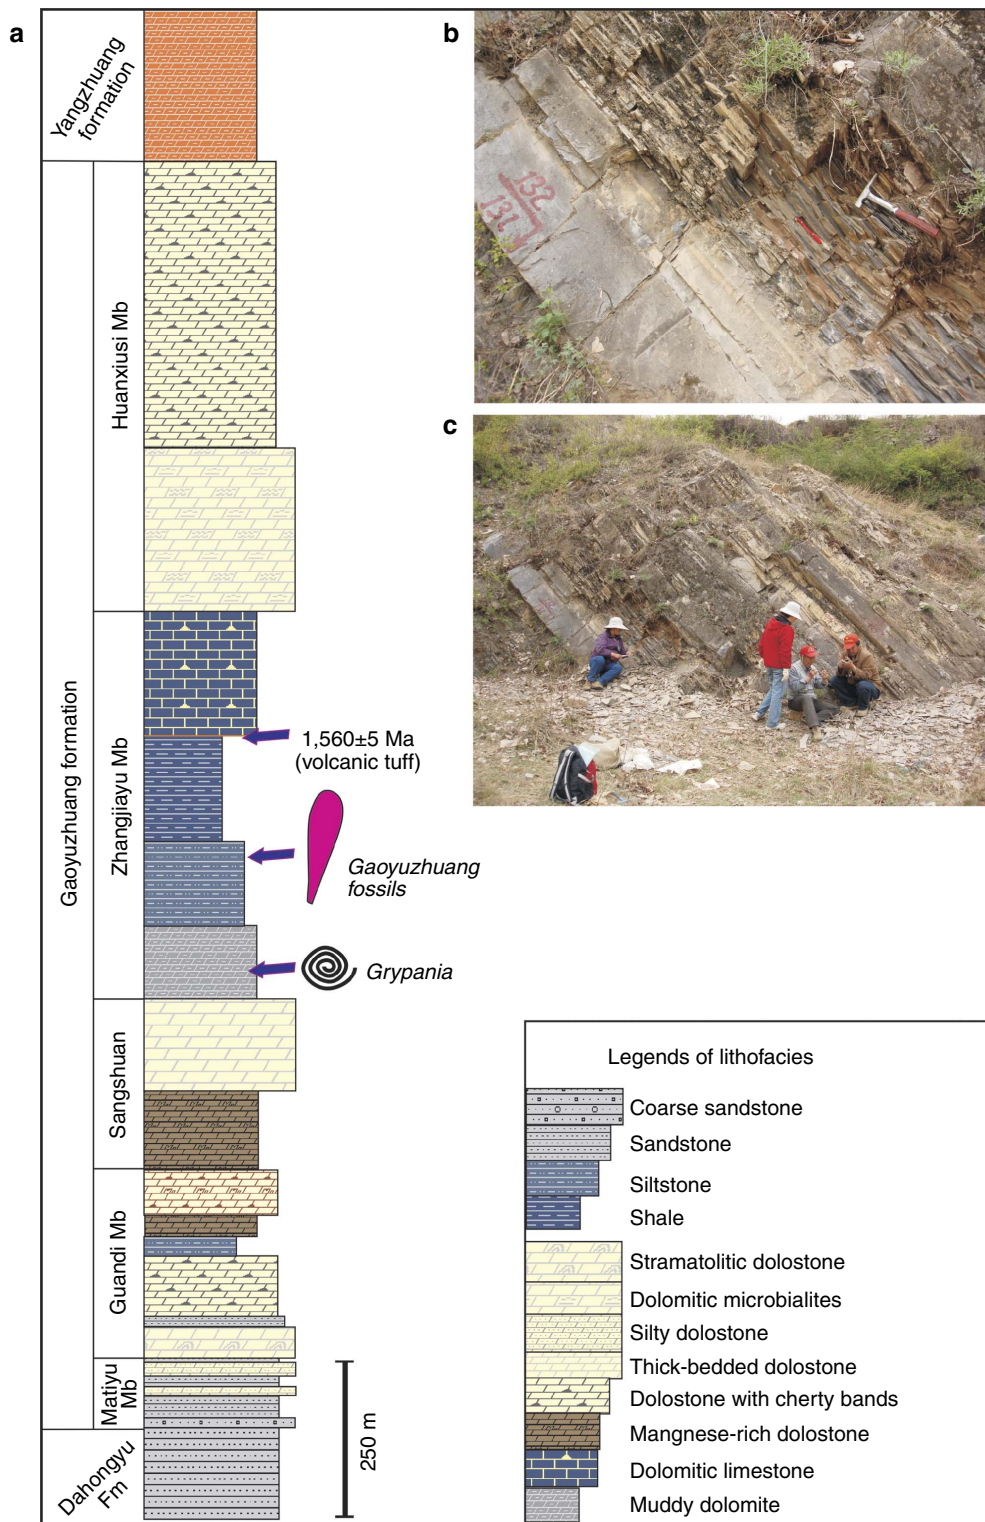 a
Yangzhuang
formation
Huanxiusi Mb
Gaoyuzhuang formation
Zhangjiayu Mb
1,560±5 Ma
(volcanic tuff)
Gaoyuzhuang
fossils
Grypania
Sangshuan
Guandi Mb
Matiyu
Mb
Dahongyu
Fm
250 m
b
132
131
c
Legends of lithofacies
Coarse sandstone
Sandstone
Siltstone
Shale
Stramatolitic dolostone
Dolomitic microbialites
Silty dolostone
Thick-bedded dolostone
Dolostone with cherty bands
Mangnese-rich dolostone
Dolomitic limestone
Muddy dolomite